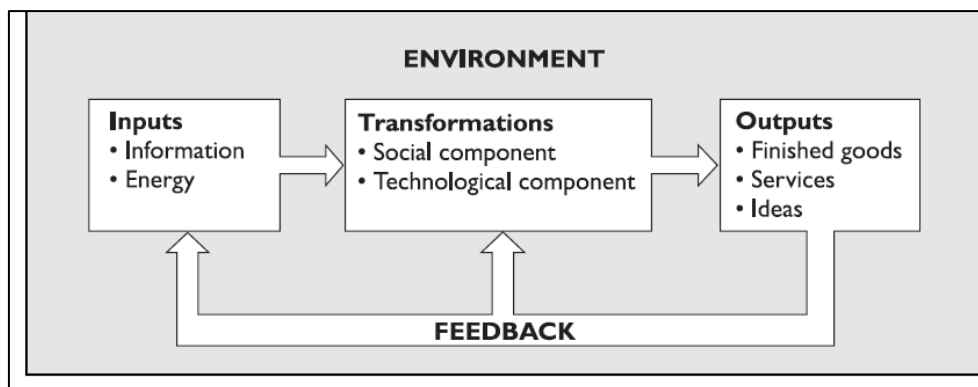 ENVIRONMENT
Inputs
• Information
• Energy
Transformations
• Social component
• Technological component
Outputs
• Finished goods
• Services
• Ideas
FEEDBACK